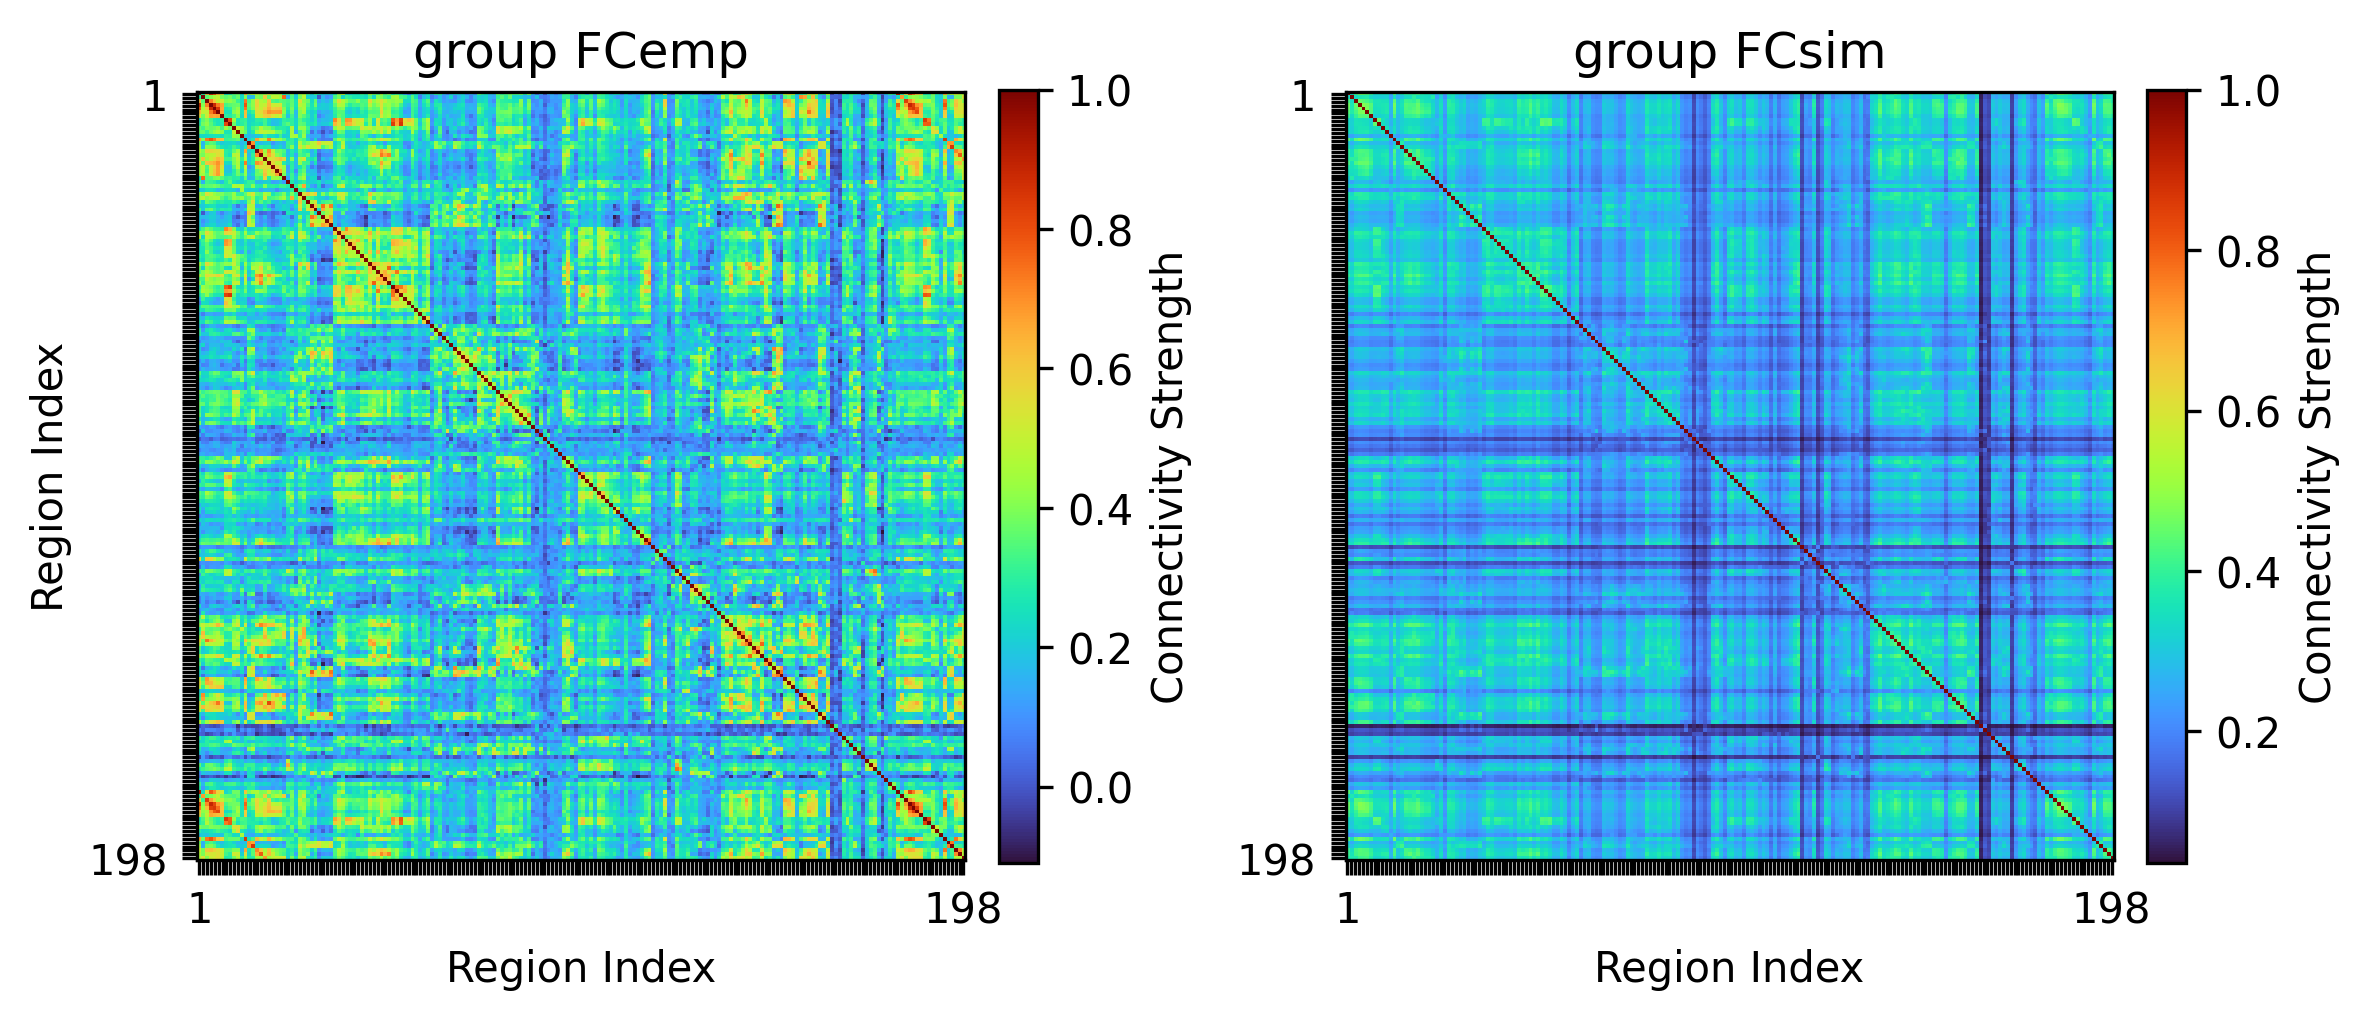 group FCemp
1
198
1
198
Region Index
Region Index
1.0
0.8
0.6
0.4
0.2
0.0
Connectivity Strength
group FCsim
1
198
1
198
Region Index
1.0
0.8
0.6
0.4
0.2
Connectivity Strength